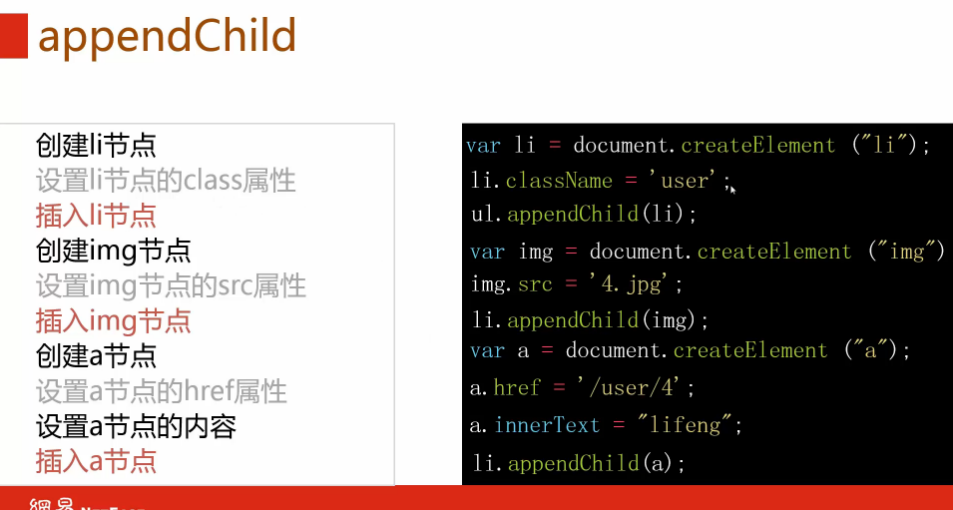 appendChild
创建li节点
设置li节点的class属性
插入li节点
创建img节点
设置img节点的src属性
插入img节点
创建a节点
设置a节点的href属性
设置a节点的内容
插入a节点
var li = document.createElement ("li");
li.className = 'user';
ul.appendChild(li);
var img = document.createElement ("img")
img.src = '4.jpg';
li.appendChild(img);
var a = document.createElement ("a");
a.href = '/user/4';
a.innerText = "lifeng";
li.appendChild(a);